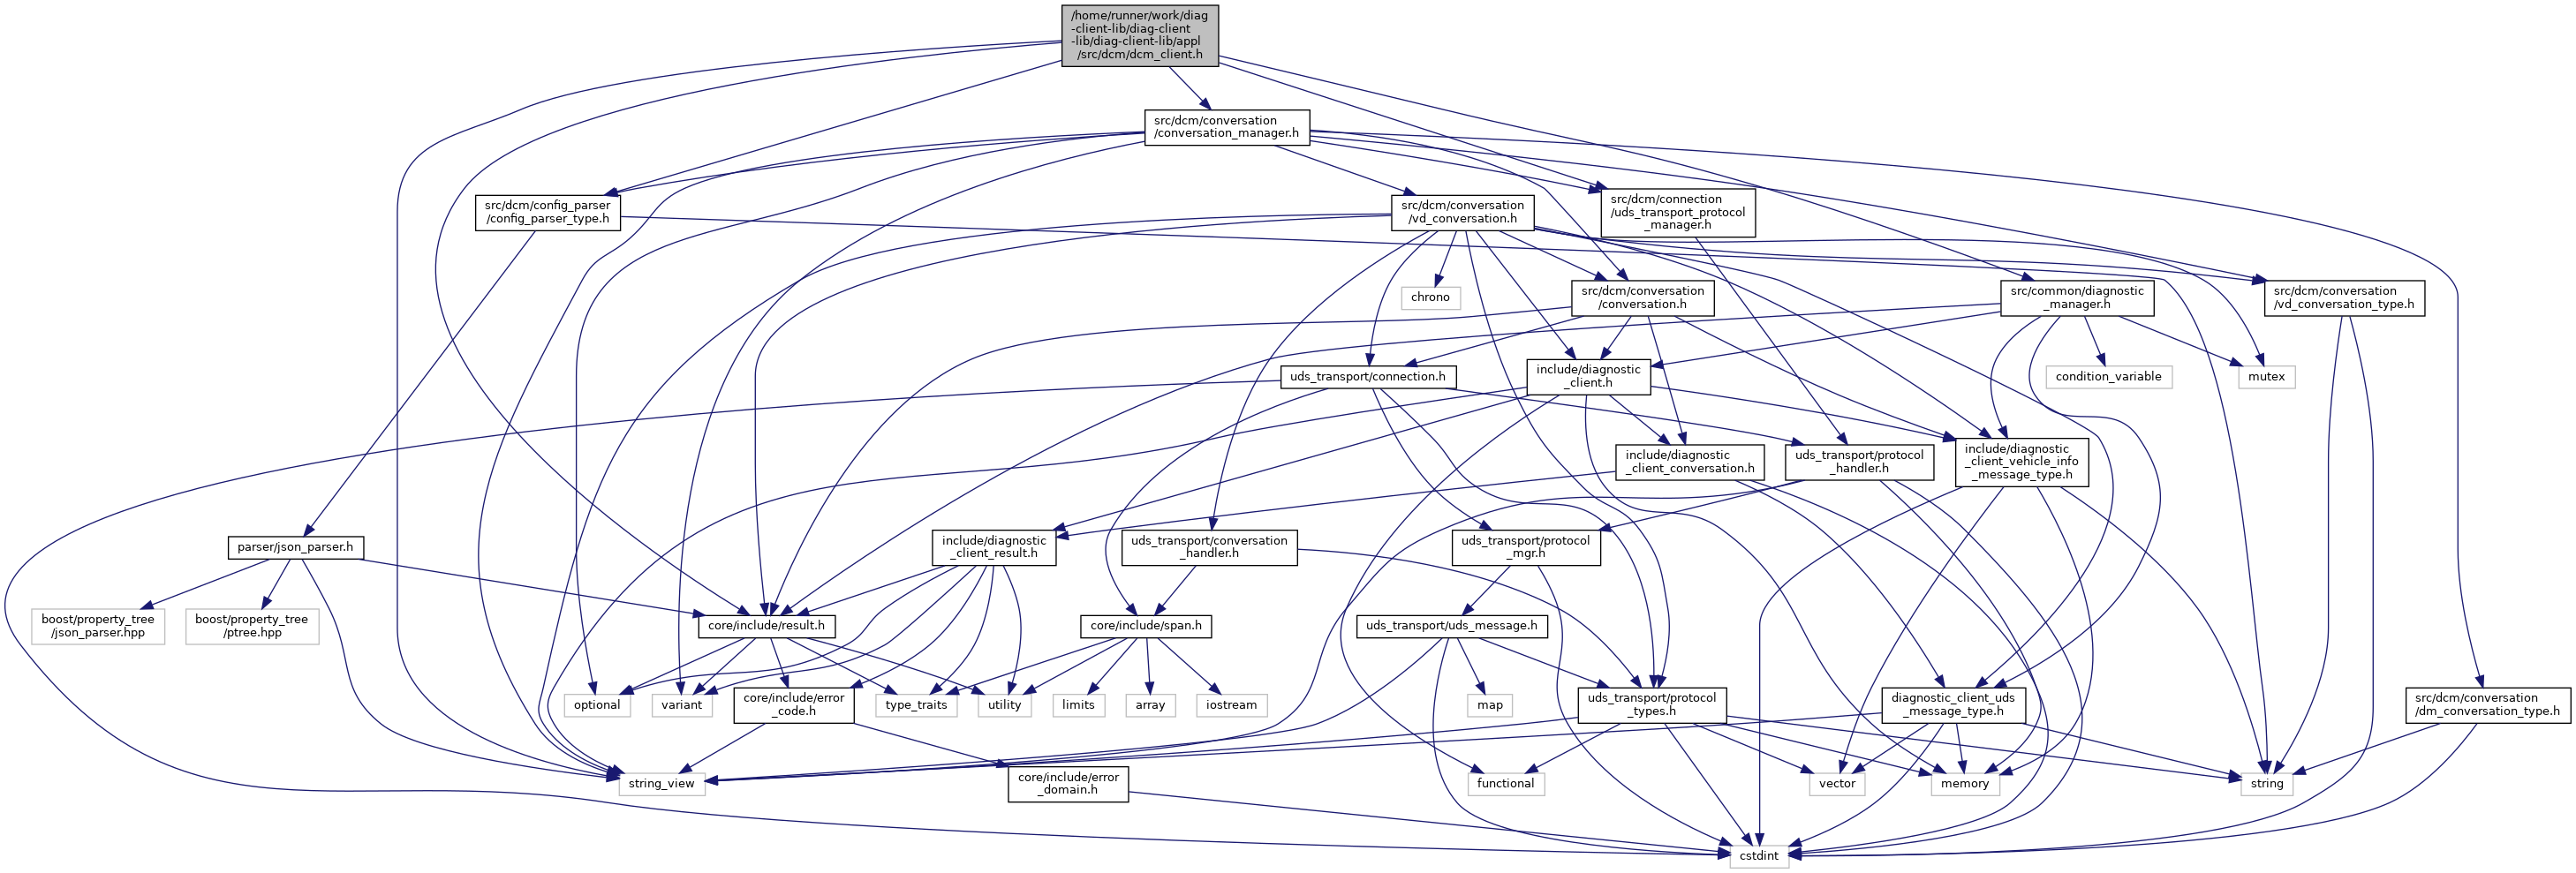 /home/runner/work/diag
-client-lib/diag-client
-lib/diag-client-lib/appl
/src/dcm/dcm_client.h
src/dcm/conversation
/conversation_manager.h
src/dcm/config_parser
/config_parser_type.h
src/dcm/conversation
/vd_conversation.h
src/dcm/connection
/uds_transport_protocol
_manager.h
chrono
src/dcm/conversation
/conversation.h
src/common/diagnostic
_manager.h
src/dcm/conversation
/vd_conversation_type.h
uds_transport/connection.h
include/diagnostic
_client.h
condition_variable
mutex
include/diagnostic
_client_conversation.h
uds_transport/protocol
_handler.h
include/diagnostic
_client_vehicle_info
_message_type.h
parser/json_parser.h
include/diagnostic
_client_result.h
uds_transport/conversation
_handler.h
uds_transport/protocol
_mgr.h
boost/property_tree
/json_parser.hpp
boost/property_tree
/ptree.hpp
core/include/result.h
core/include/span.h
uds_transport/uds_message.h
optional
variant
core/include/error
_code.h
type_traits
utility
limits
array
iostream
map
uds_transport/protocol
_types.h
diagnostic_client_uds
_message_type.h
src/dcm/conversation
/dm_conversation_type.h
string_view
core/include/error
_domain.h
functional
vector
memory
string
cstdint